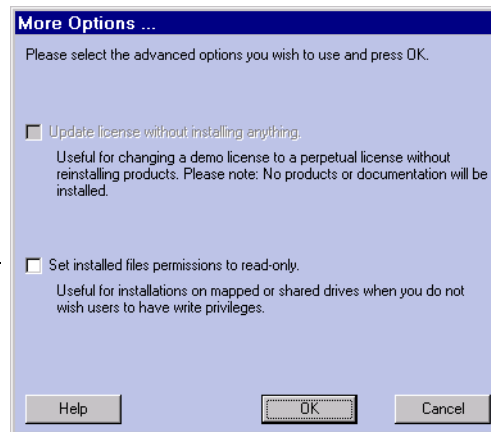 More Options ...
Please select the advanced options you wish to use and press OK.
Update license without installing anything.
Useful for changing a demo license to a perpetual license without
reinstalling products. Please note: No products or documentation will be
installed.
Set installed files permissions to read-only.
Useful for installations on mapped or shared drives when you do not
wish users to have write privileges.
Help
OK
Cancel